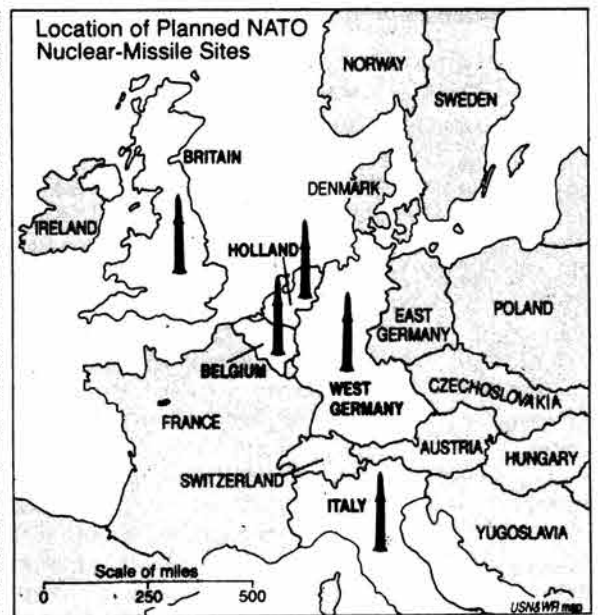 Location of Planned NATO
Nuclear-Missile Sites
NORWAY
SWEDEN
BRITAIN
DENMARK
IRELAND
HOLLAND
EAST
GERMANY
POLAND
BELGIUM
WEST
GERMANY
CZECHOSLOVAKIA
FRANCE
AUSTRIA
HUNGARY
SWITZERLAND
ITALY
YUGOSLAVIA
Scale of miles
0 250 500
USN&WR map